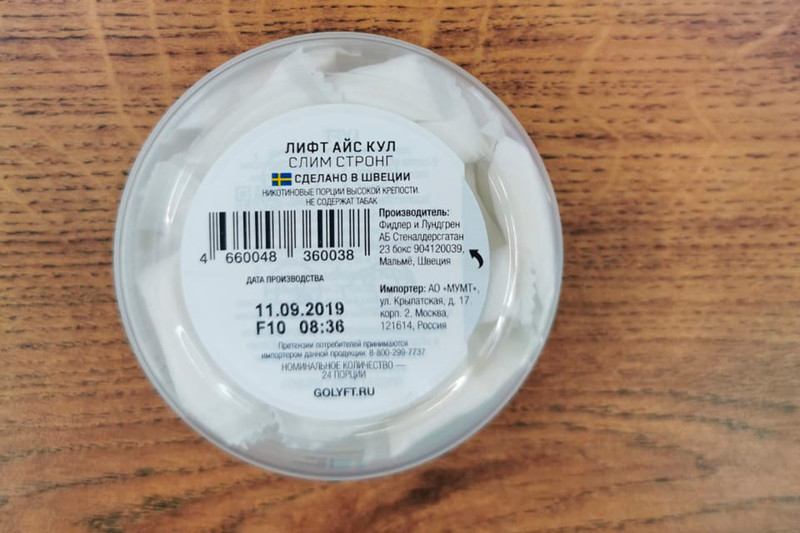 ЛИФТ АЙС КУЛ
СЛИМ СТРОНГ
СДЕЛАНО В ШВЕЦИИ
НИКОТИНОВЫЕ ПОРЦИИ ВЫСОКОЙ КРЕПОСТИ.
НЕ СОДЕРЖАТ ТАБАК
4 660048 360038
ДАТА ПРОИЗВОДСТВА
11.09.2019
F10 08:36
Производитель:
Фидлер и Лундгрен
АБ Стеналдерсгатан
23 бокс 904120039,
Мальмё, Швеция
Импортер: АО «МУМТ»,
ул. Крылатская, д. 17
корп. 2, Москва,
121614, Россия
Претензии потребителей принимаются
импортером данной продукции: 8-800-299-7737
НОМИНАЛЬНОЕ КОЛИЧЕСТВО —
24 ПОРЦИИ
GOLYFT.RU